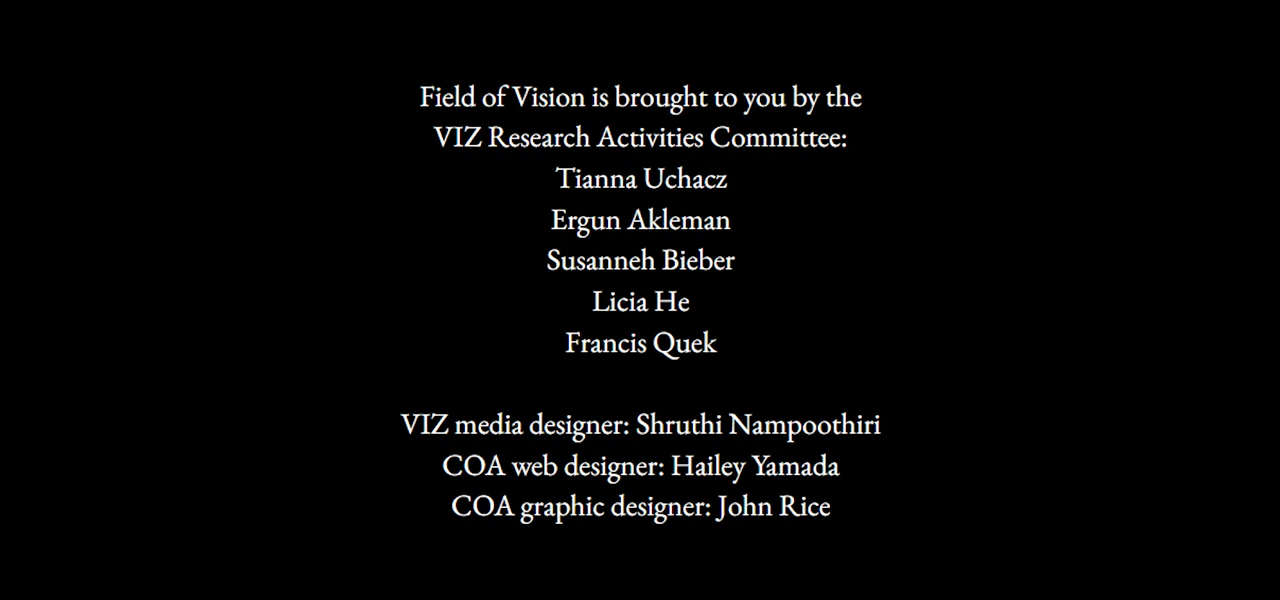 Field of Vision is brought to you by the
VIZ Research Activities Committee:
Tianna Uchacz
Ergun Akleman
Susanneh Bieber
Licia He
Francis Quek
VIZ media designer: Shruthi Nampoothiri
COA web designer: Hailey Yamada
COA graphic designer: John Rice